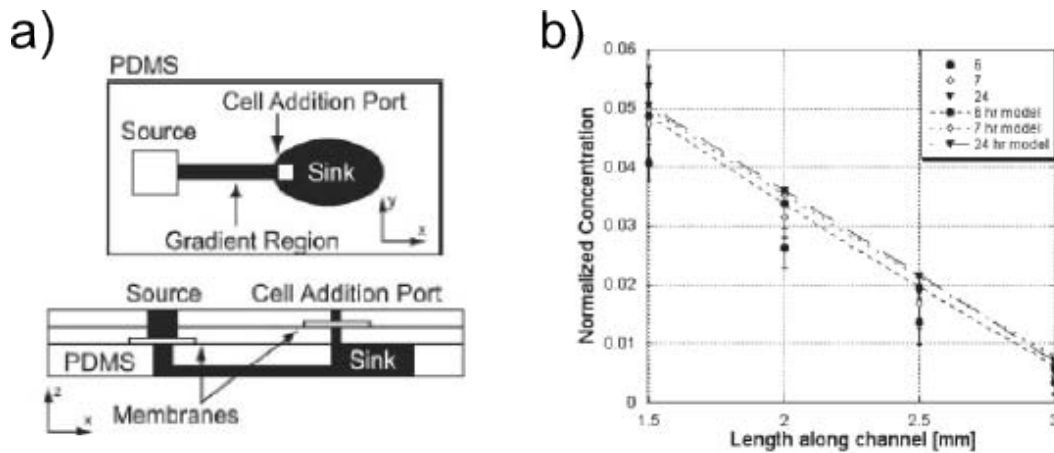 a)
PDMS
Cell Addition Port
Source
Sink
Gradient Region
y
x
Source
Cell Addition Port
PDMS
Sink
Membranes
z
x
b)
Normalized Concentration
0.06
0.05
0.04
0.03
0.02
0.01
0
1.5
2
2.5
3
Length along channel [mm]
6
7
24
6 hr model
7 hr model
24 hr model